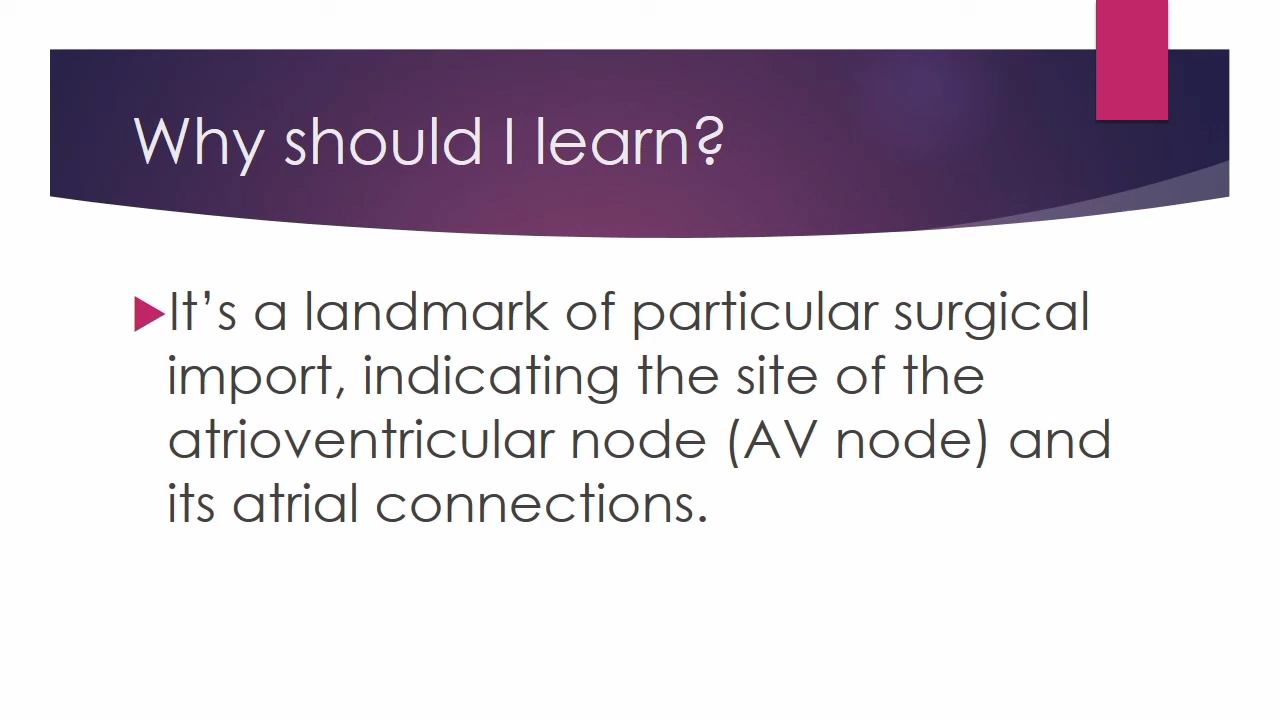 Why should I learn?
It’s a landmark of particular surgical
import, indicating the site of the
atrioventricular node (AV node) and
its atrial connections.